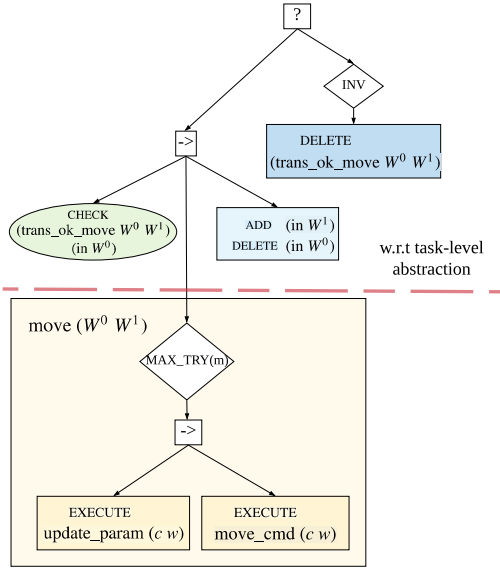 ?
INV
->
DELETE
(trans_ok_move W⁰ W¹)
CHECK
(trans_ok_move W⁰ W¹)
(in W⁰)
ADD (in W¹)
DELETE (in W⁰)
w.r.t task-level
abstraction
move (W⁰ W¹)
MAX_TRY(m)
->
EXECUTE
update_param (c w)
EXECUTE
move_cmd (c w)